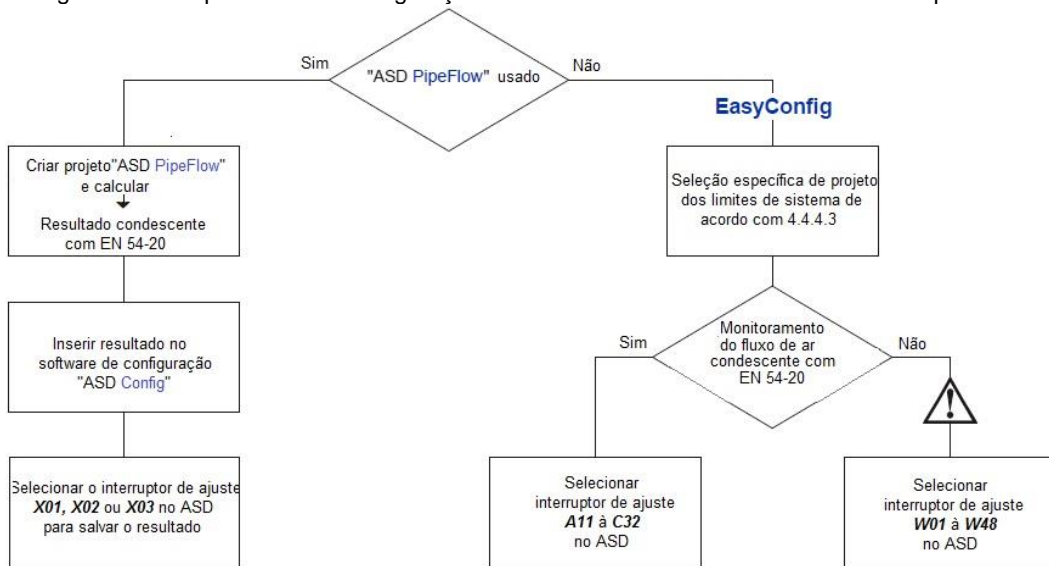 Sim
"ASD PipeFlow" usado
Não
EasyConfig
Criar projeto"ASD PipeFlow"
e calcular
Resultado condescente
com EN 54-20
Seleção específica de projeto
dos limites de sistema de
acordo com 4.4.4.3
Inserir resultado no
software de configuração
"ASD Config"
Sim
Monitoramento
do fluxo de ar
condescente com
EN 54-20
Não
Selecionar o interruptor de ajuste
X01, X02 ou X03 no ASD
para salvar o resultado
Selecionar
interruptor de ajuste
A11 à C32
no ASD
Selecionar
interruptor de ajuste
W01 à W48
no ASD